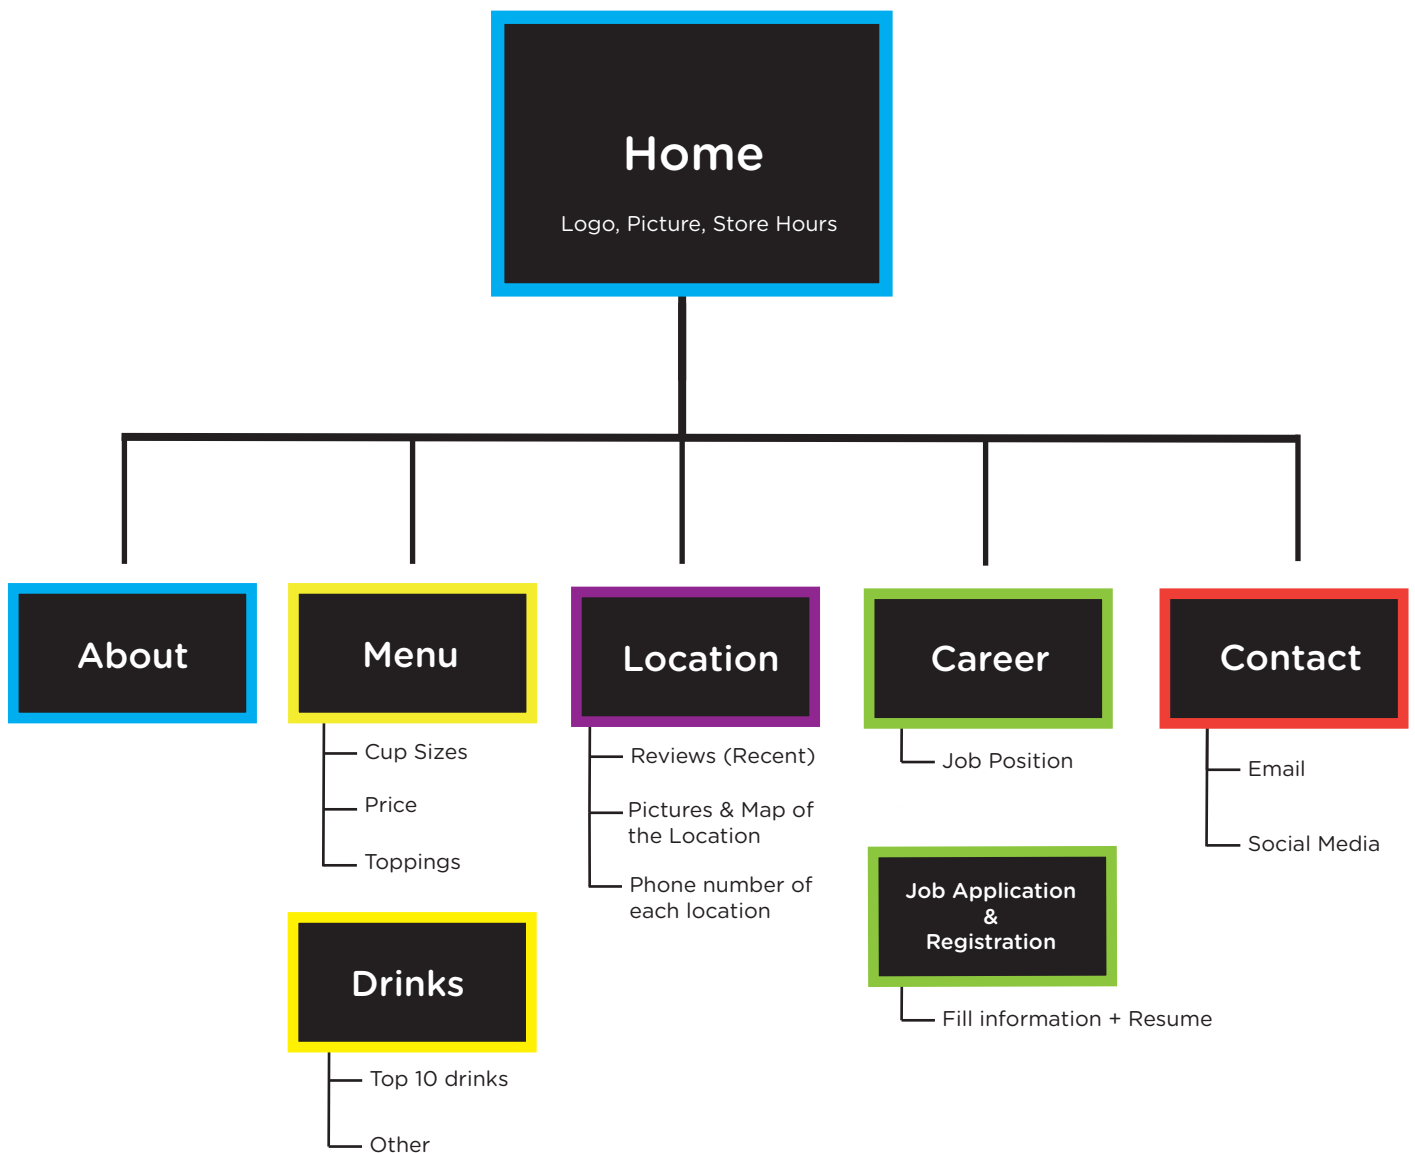 Home
Logo, Picture, Store Hours
About
Menu
Cup Sizes
Price
Toppings
Drinks
Top 10 drinks
Other
Location
Reviews (Recent)
Pictures & Map of
the Location
Phone number of
each location
Career
Job Position
Job Application
&
Registration
Fill information + Resume
Contact
Email
Social Media